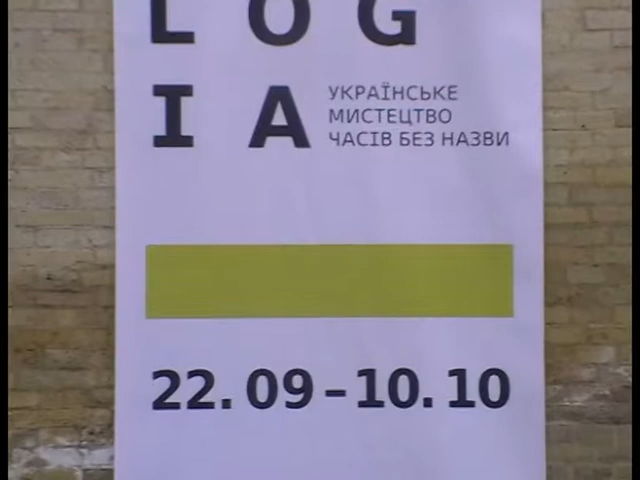 LOG
IA
УКРАЇНСЬКЕ
МИСТЕЦТВО
ЧАСІВ БЕЗ НАЗВИ
22.09-10.10